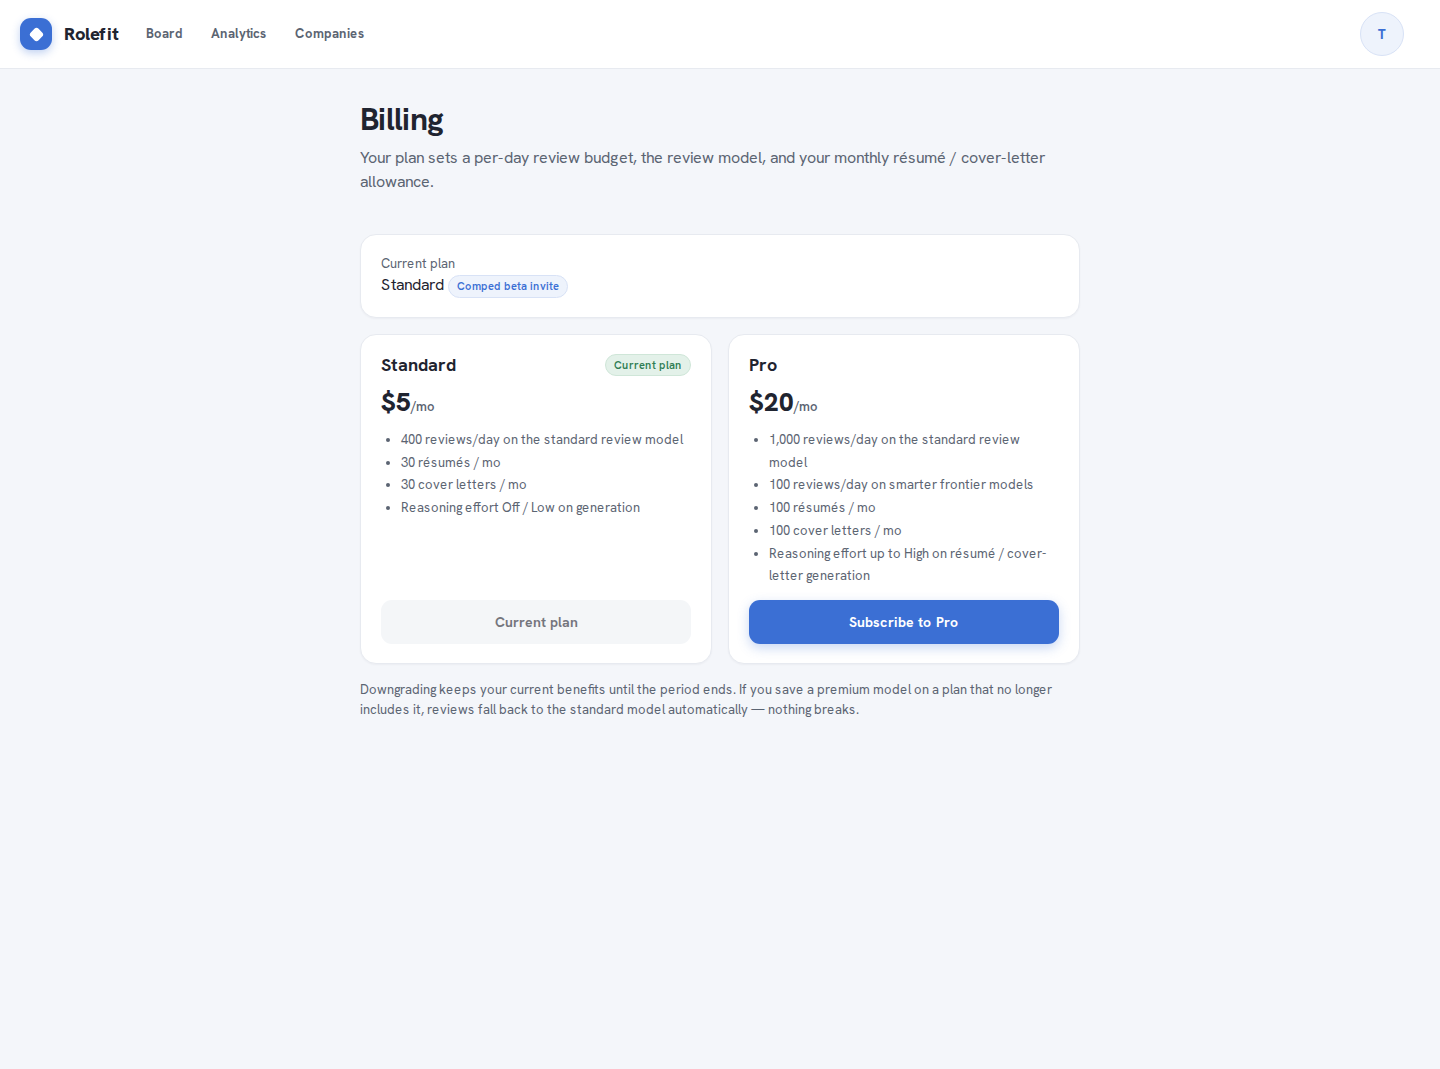 Rolefit
Board
Analytics
Companies
T
Billing
Your plan sets a per-day review budget, the review model, and your monthly résumé / cover-letter
allowance.
Current plan
Standard Comped beta invite
Standard
Current plan
$5/mo
400 reviews/day on the standard review model
30 résumés / mo
30 cover letters / mo
Reasoning effort Off / Low on generation
Current plan
Pro
$20/mo
1,000 reviews/day on the standard review
model
100 reviews/day on smarter frontier models
100 résumés / mo
100 cover letters / mo
Reasoning effort up to High on résumé / cover-
letter generation
Subscribe to Pro
Downgrading keeps your current benefits until the period ends. If you save a premium model on a plan that no longer
includes it, reviews fall back to the standard model automatically — nothing breaks.